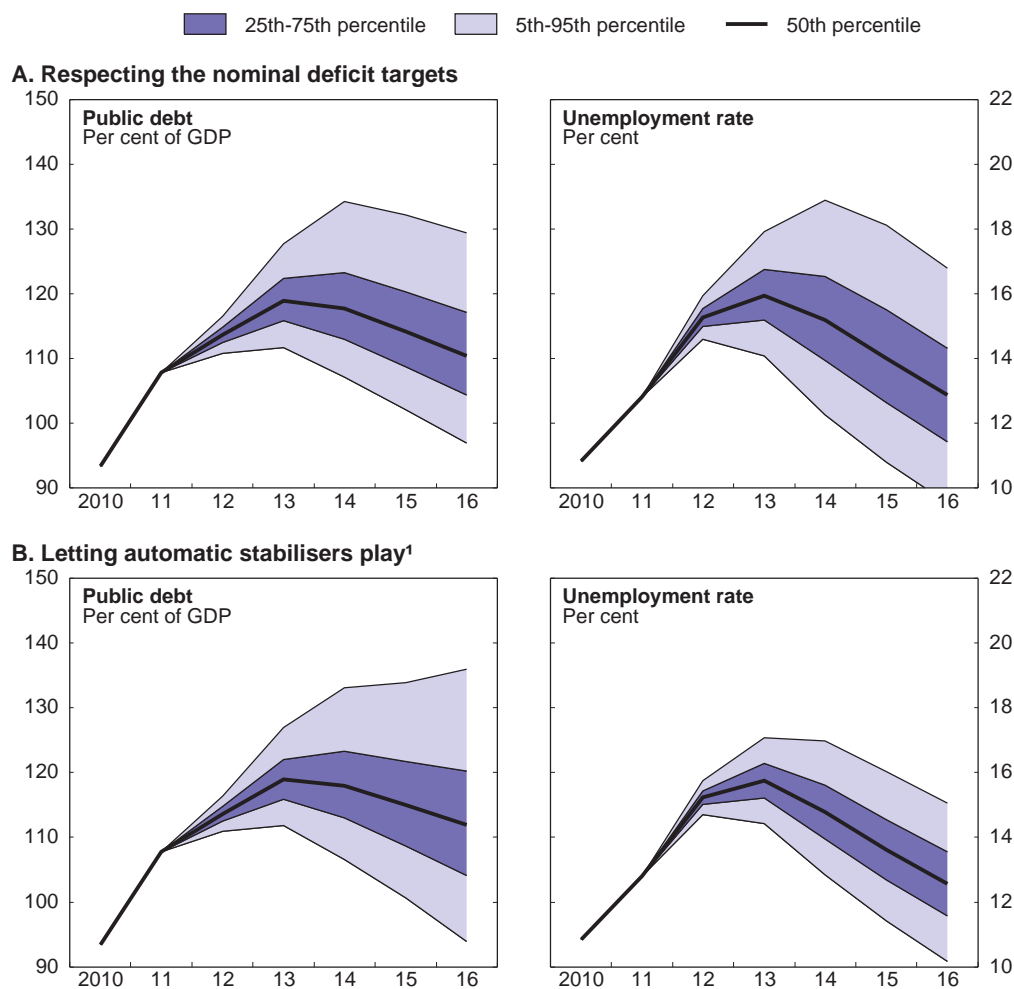 25th-75th percentile 5th-95th percentile 50th percentile
A. Respecting the nominal deficit targets
150
140
130
120
110
100
90
Public debt
Per cent of GDP
2010 11 12 13 14 15 16
Unemployment rate
Per cent
22
20
18
16
14
12
10
2010 11 12 13 14 15 16
B. Letting automatic stabilisers play¹
150
140
130
120
110
100
90
Public debt
Per cent of GDP
2010 11 12 13 14 15 16
Unemployment rate
Per cent
22
20
18
16
14
12
10
2010 11 12 13 14 15 16